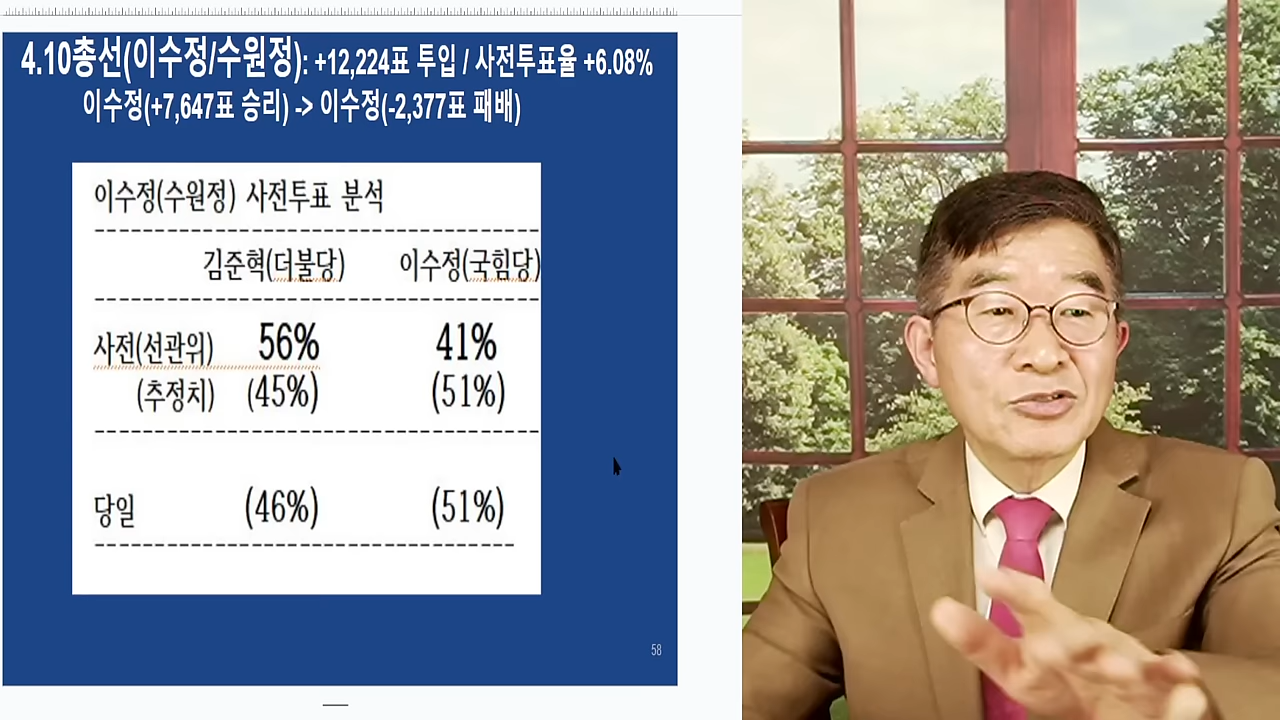 4.10총선(이수정/수원정): +12,224표 투입 / 사전투표율 +6.08%
이수정(+7,647표 승리) -> 이수정(-2,377표 패배)
이수정(수원정) 사전투표 분석
김준혁(더불당) 이수정(국힘당)
사전(선관위) 56% 41%
(추정치) (45%) (51%)
당일 (46%) (51%)
58